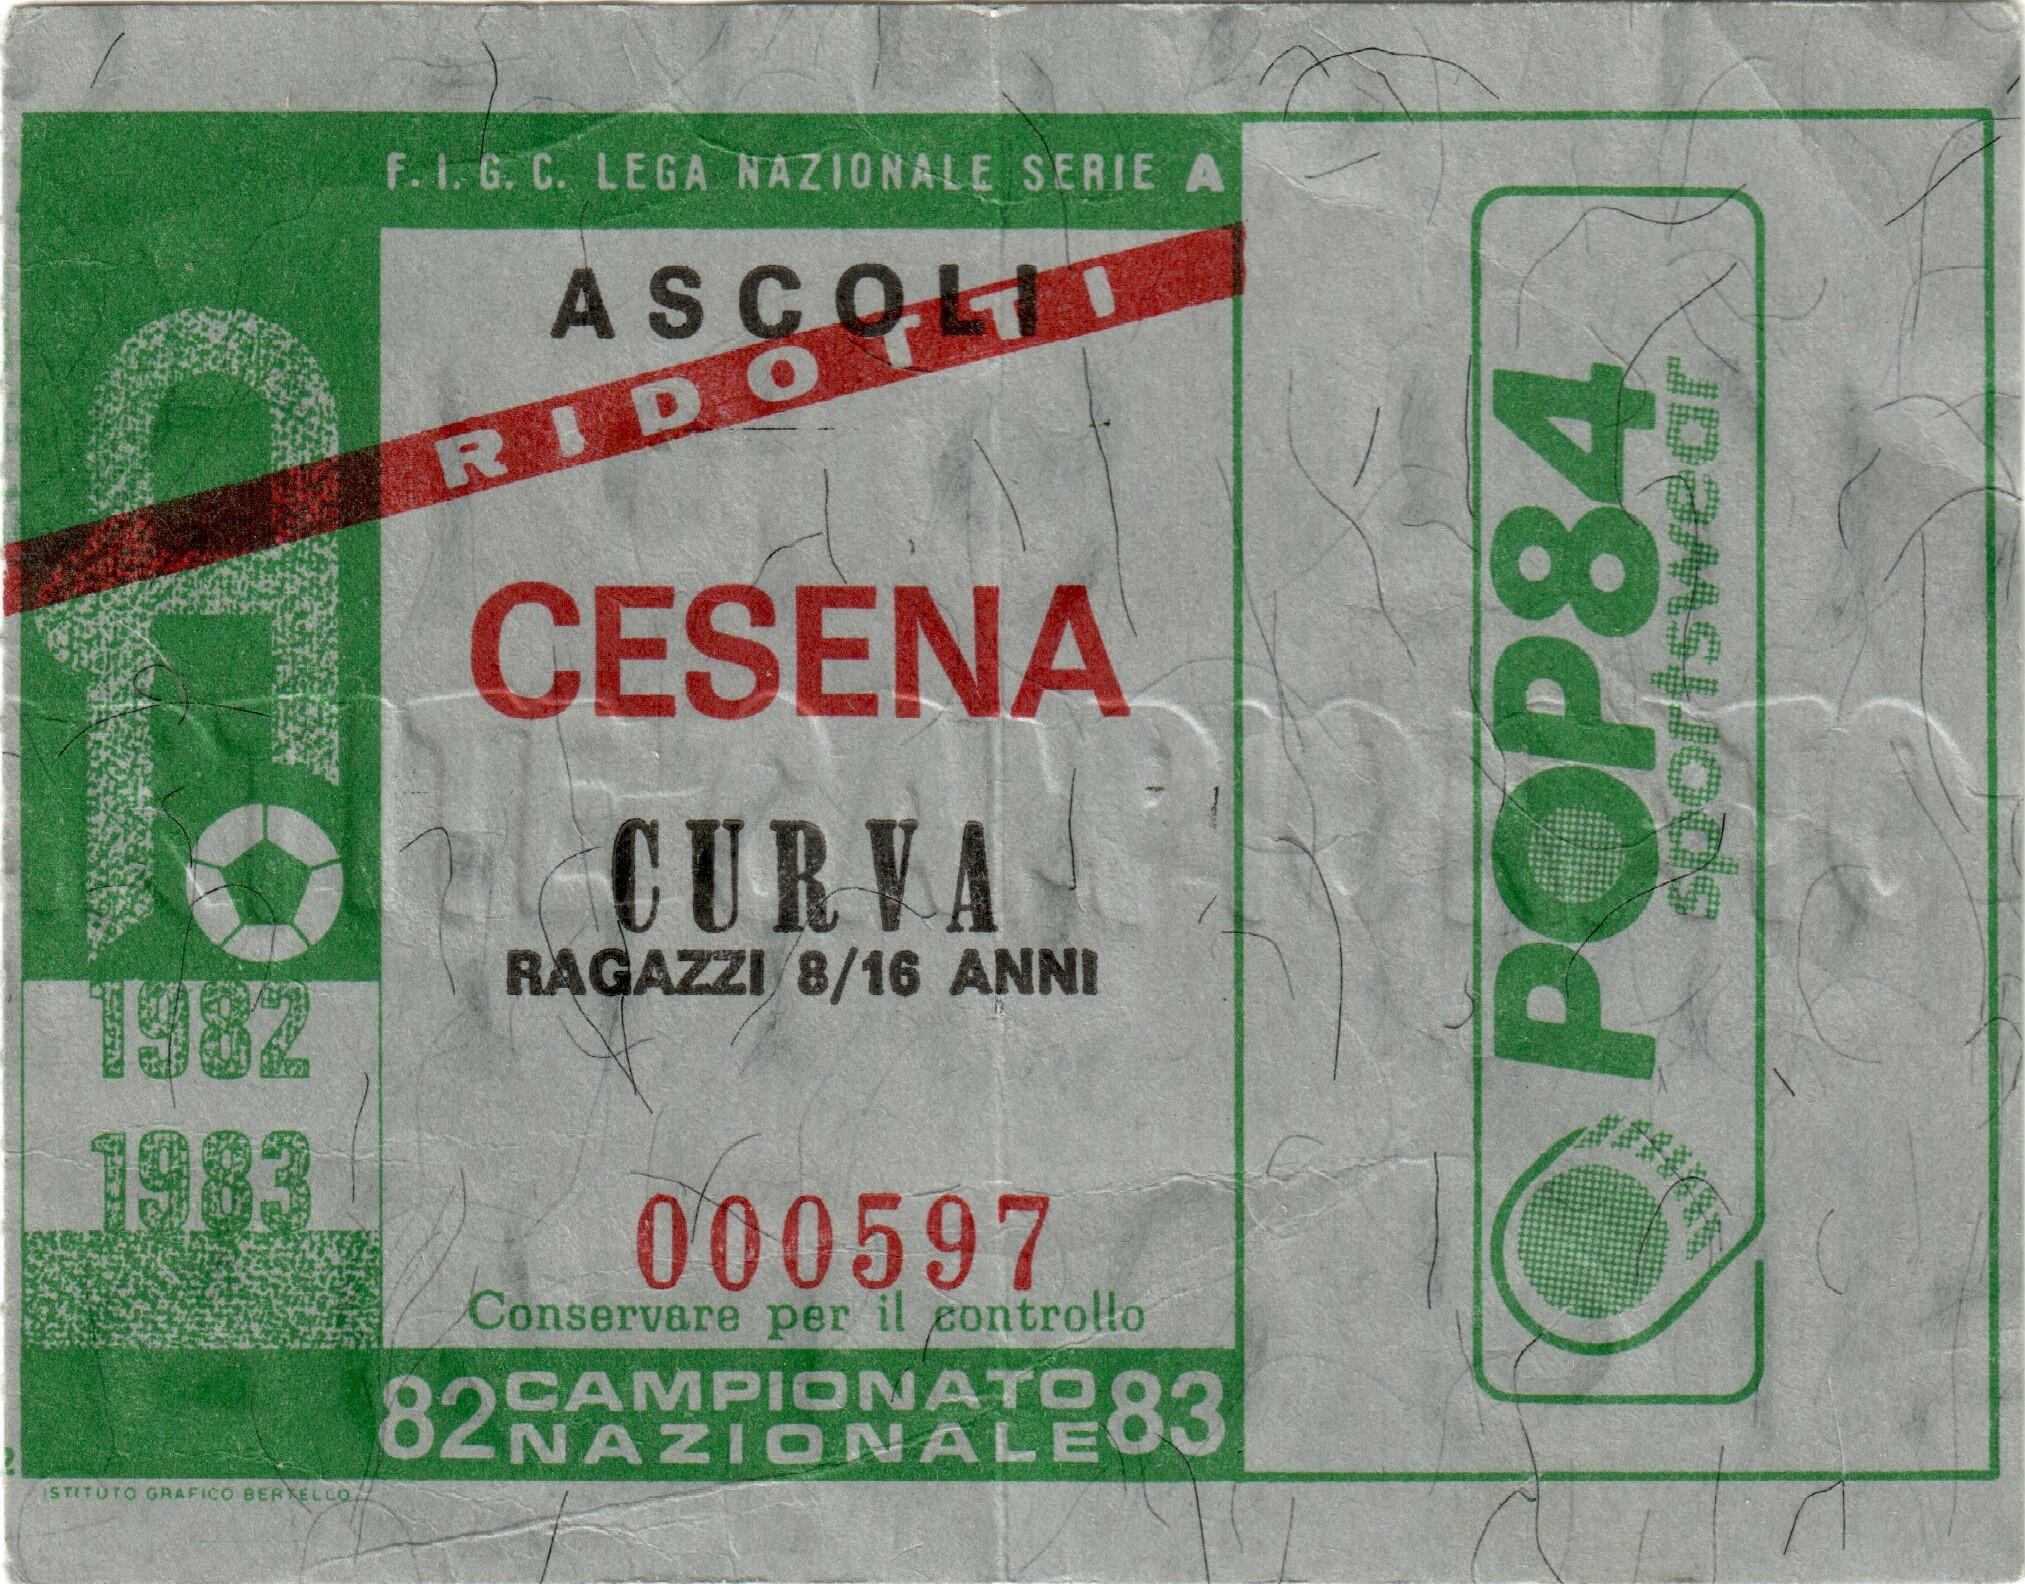 F. I. G. C. LEGA NAZIONALE SERIE A
ASCOLI
RIDOTTI
CESENA
CURVA
RAGAZZI 8/16 ANNI
000597
Conservare per il controllo
82 CAMPIONATO NAZIONALE 83
A
1982
1983
ISTITUTO GRAFICO BERTELLO
POP84
sportswear